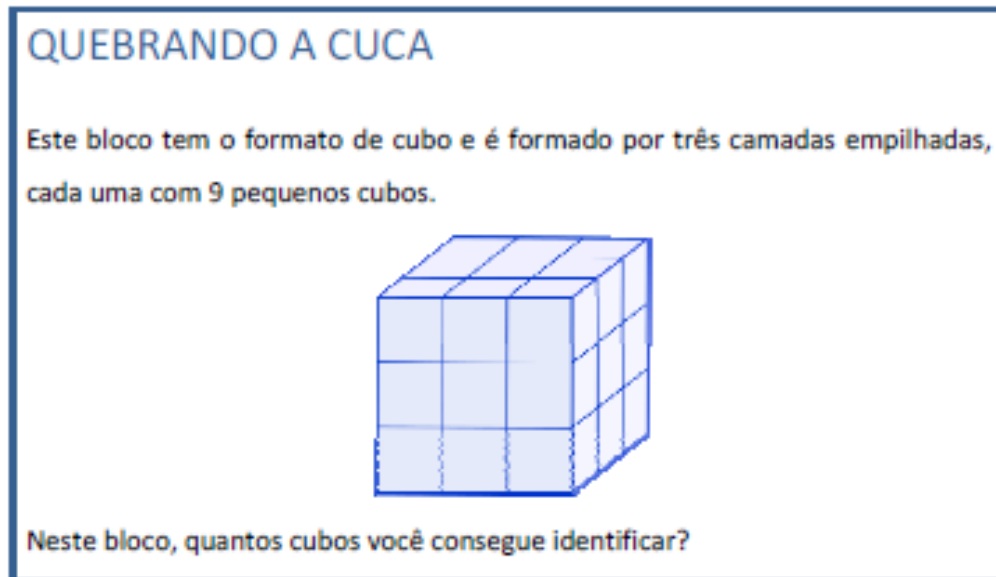 QUEBRANDO A CUCA
Este bloco tem o formato de cubo e é formado por três camadas empilhadas,
cada uma com 9 pequenos cubos.
Neste bloco, quantos cubos você consegue identificar?